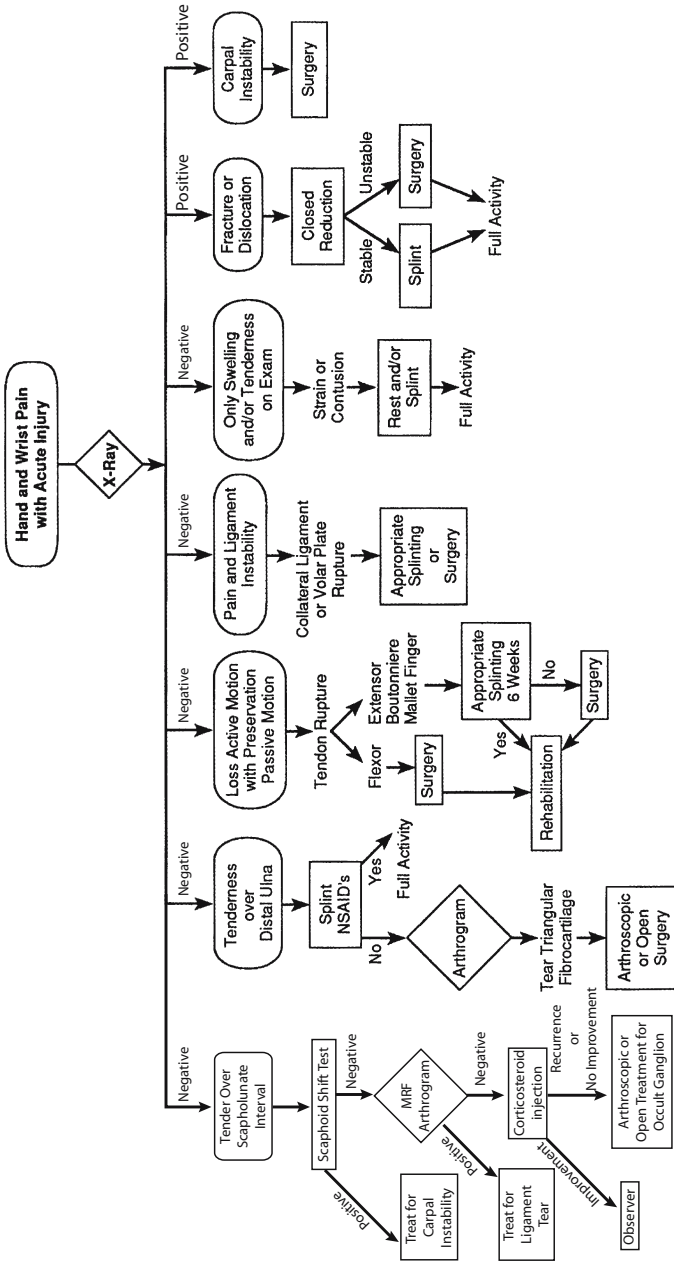 Hand and Wrist Pain
with Acute Injury
X-Ray
Negative
Tender Over
Scapholunate
Interval
Scaphoid Shift Test
Positive
Treat for
Carpal
Instability
Negative
MRF
Arthrogram
Positive
Treat for
Ligament
Tear
Negative
Corticosteroid
injection
Improvement
Observer
Recurrence
or
No Improvement
Arthroscopic or
Open Treatment for
Occult Ganglion
Negative
Tenderness
over
Distal Ulna
Splint
NSAID's
Yes
Full Activity
No
Arthrogram
Tear Triangular
Fibrocartilage
Arthroscopic
or Open
Surgery
Negative
Loss Active Motion
with Preservation
Passive Motion
Tendon Rupture
Flexor
Surgery
Extensor
Boutonniere
Mallet Finger
Appropriate
Splinting
6 Weeks
Yes
No
Surgery
Rehabilitation
Negative
Pain and Ligament
Instability
Collateral Ligament
or Volar Plate
Rupture
Appropriate
Splinting
or
Surgery
Negative
Only Swelling
and/or Tenderness
on Exam
Strain or
Contusion
Rest and/or
Splint
Full Activity
Positive
Fracture or
Dislocation
Closed
Reduction
Stable
Unstable
Splint
Surgery
Full Activity
Positive
Carpal
Instability
Surgery